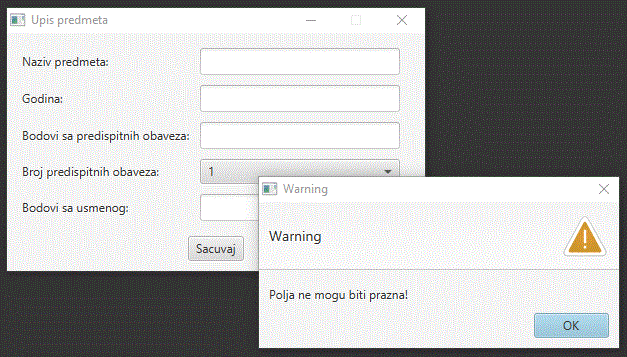 Upis predmeta
Naziv predmeta:
Godina:
Bodovi sa predispitnih obaveza:
Broj predispitnih obaveza:
1
Bodovi sa usmenog:
Sacuvaj
Warning
Warning
Polja ne mogu biti prazna!
OK